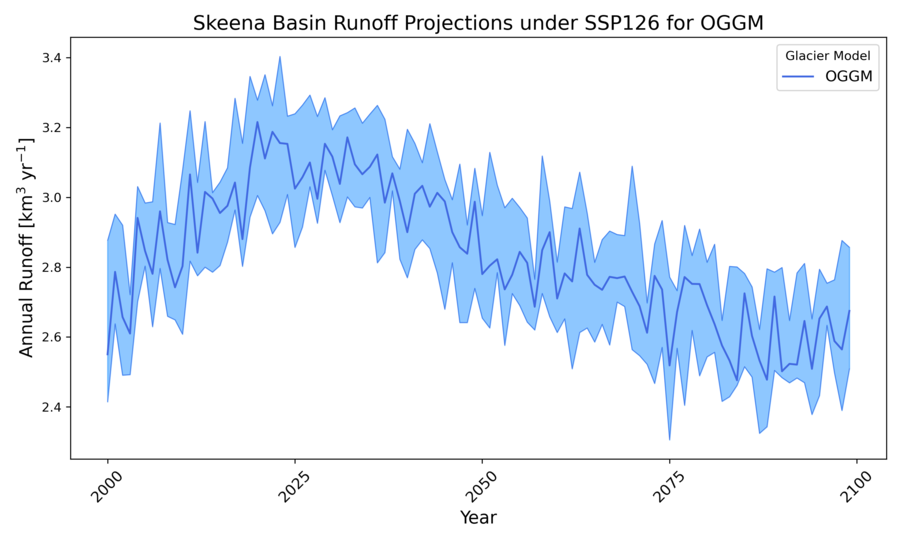 Skeena Basin Runoff Projections under SSP126 for OGGM
Glacier Model
OGGM
Annual Runoff [km³ yr⁻¹]
3.4
3.2
3.0
2.8
2.6
2.4
2000
2025
2050
2075
2100
Year